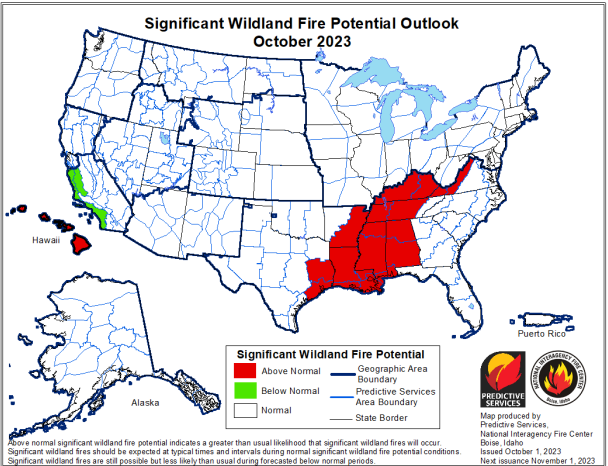 Significant Wildland Fire Potential Outlook
October 2023
Hawaii
Alaska
Puerto Rico
Significant Wildland Fire Potential
Above Normal
Below Normal
Normal
Geographic Area
Boundary
Predictive Services
Area Boundary
State Border
PREDICTIVE
SERVICES
NATIONAL INTERAGENCY FIRE CENTER
Boise, Idaho
Map produced by
Predictive Services,
National Interagency Fire Center
Boise, Idaho
Issued October 1, 2023
Next issuance November 1, 2023
Above normal significant wildland fire potential indicates a greater than usual likelihood that significant wildland fires will occur.
Significant wildland fires should be expected at typical times and intervals during normal significant wildland fire potential conditions.
Significant wildland fires are still possible but less likely than usual during forecasted below normal periods.